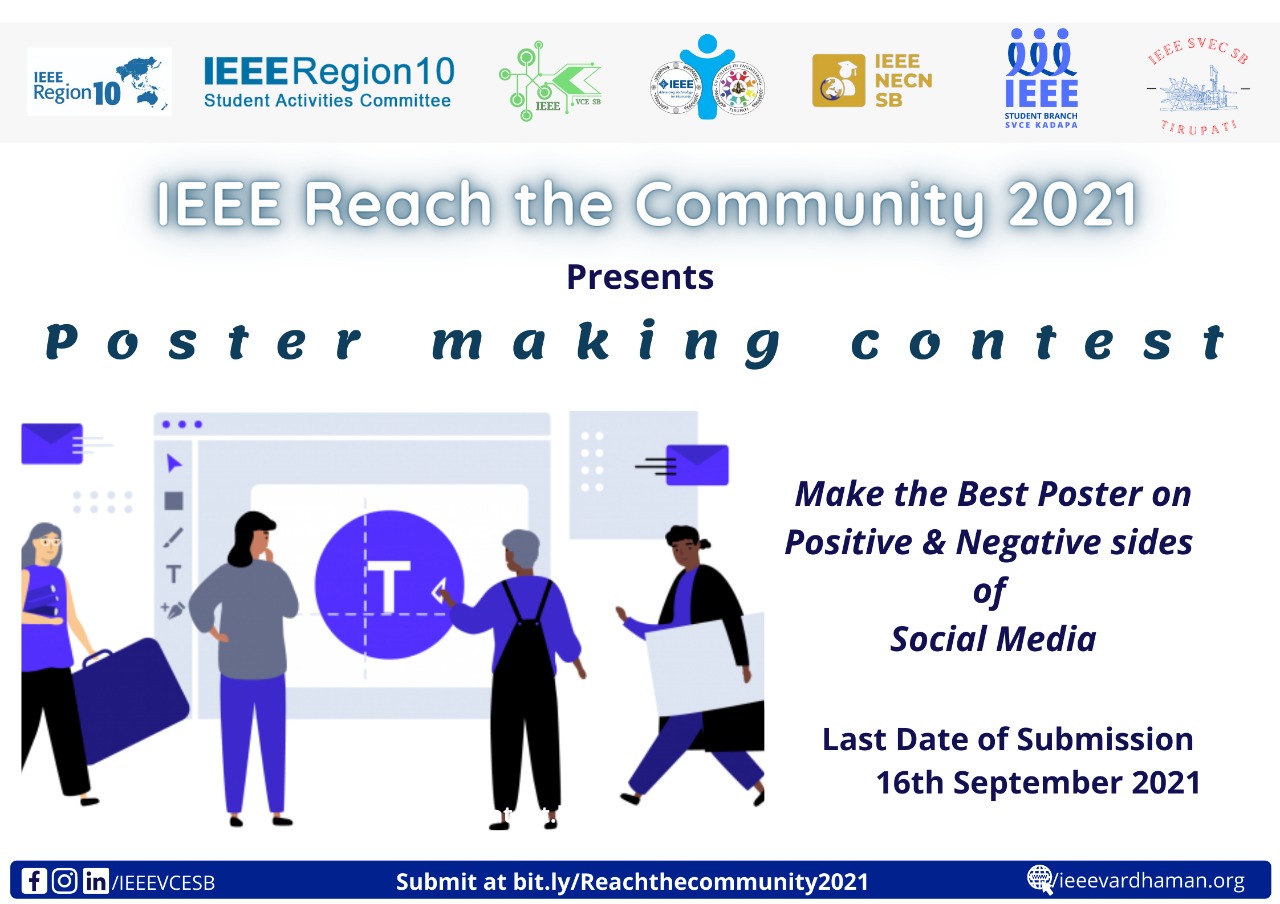 IEEE
Region10
IEEERegion10
Student Activities Committee
IEEE VCE SB
IEEE
IEEE
NECN
SB
IEEE
STUDENT BRANCH
SVCE KADAPA
IEEE SVEC SB
TIRUPATI
IEEE Reach the Community 2021
Presents
Poster making contest
T
T
Make the Best Poster on
Positive & Negative sides
of
Social Media
Last Date of Submission
16th September 2021
/IEEEVCESB
Submit at bit.ly/Reachthecommunity2021
/ieeevardhaman.org